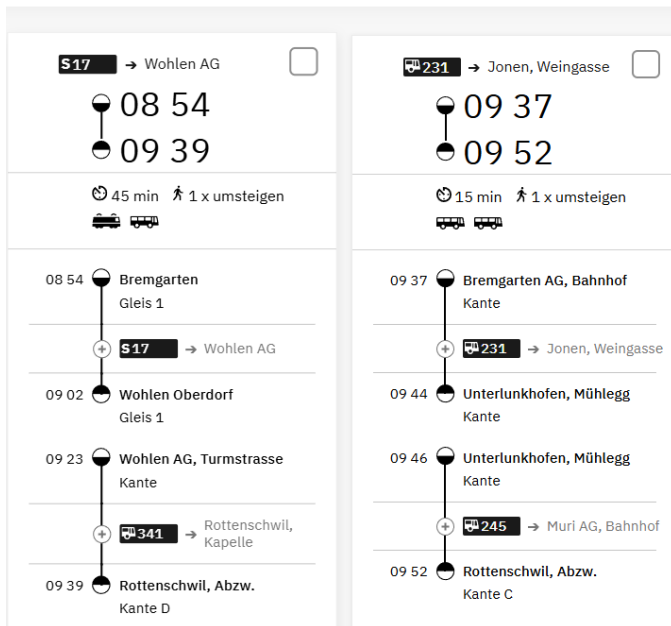 S17 → Wohlen AG
08 54
09 39
45 min 1 x umsteigen
08 54 Bremgarten
Gleis 1
S17 → Wohlen AG
09 02 Wohlen Oberdorf
Gleis 1
09 23 Wohlen AG, Turmstrasse
Kante
341 → Rottenschwil,
Kapelle
09 39 Rottenschwil, Abzw.
Kante D
231 → Jonen, Weingasse
09 37
09 52
15 min 1 x umsteigen
09 37 Bremgarten AG, Bahnhof
Kante
231 → Jonen, Weingasse
09 44 Unterlunkhofen, Mühlegg
Kante
09 46 Unterlunkhofen, Mühlegg
Kante
245 → Muri AG, Bahnhof
09 52 Rottenschwil, Abzw.
Kante C